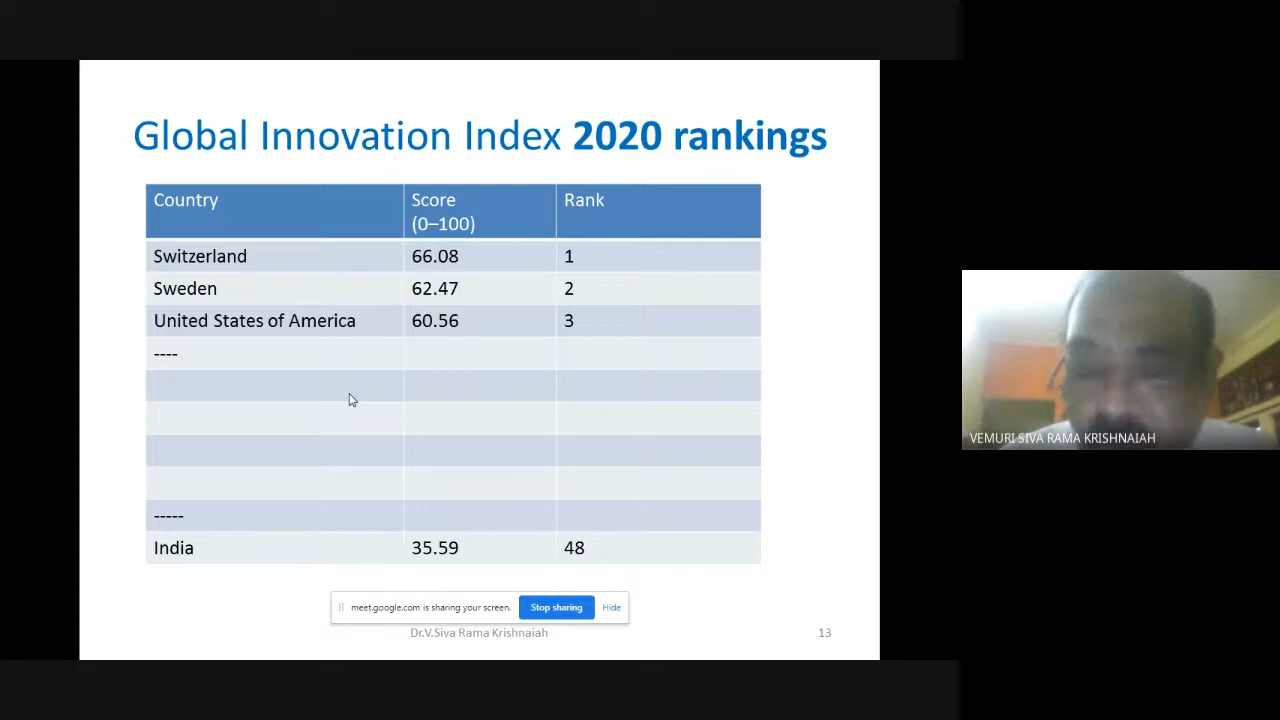 Global Innovation Index 2020 rankings
Country Score Rank
(0–100)
Switzerland 66.08 1
Sweden 62.47 2
United States of America 60.56 3
----
-----
India 35.59 48
meet.google.com is sharing your screen. Stop sharing Hide
Dr.V.Siva Rama Krishnaiah 13
VEMURI SIVA RAMA KRISHNAIAH